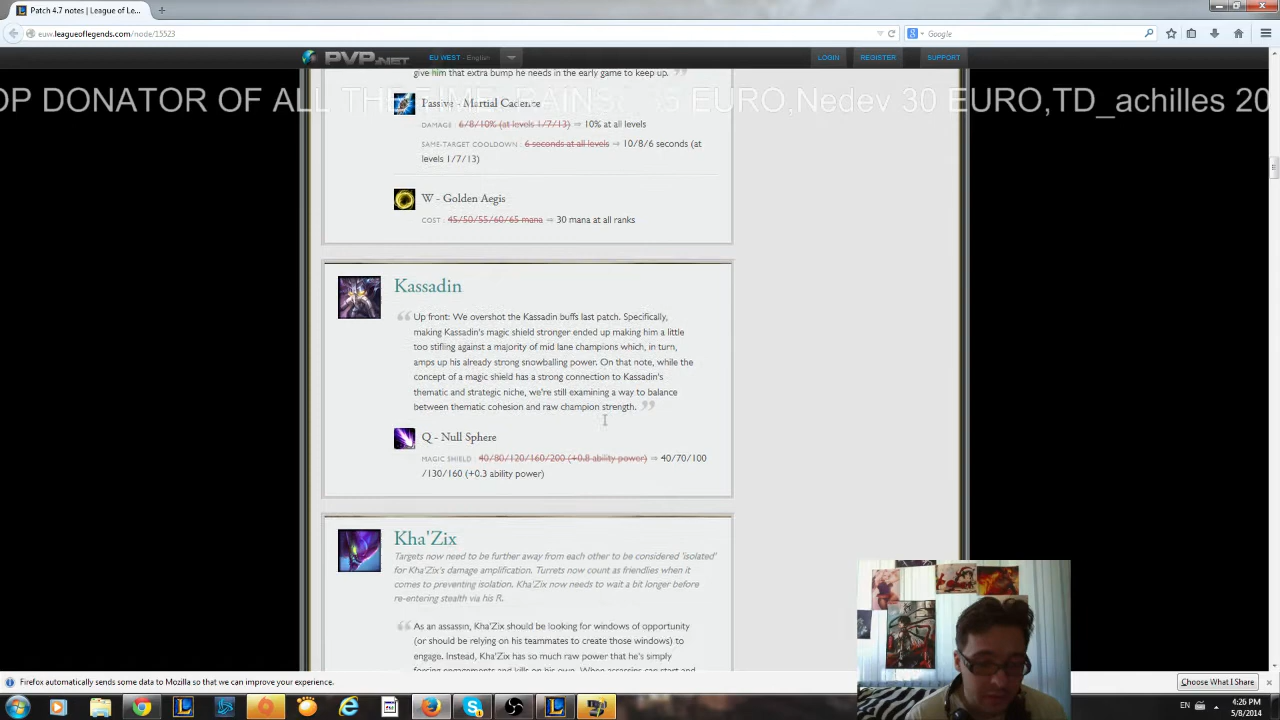 Patch 4.7 notes | League of Le...
euw.leagueoflegends.com/node/15523
Google
PVP.NET
EU WEST - English
LOGIN
REGISTER
SUPPORT
give him that extra bump he needs in the early game to keep up.
OP DONATOR OF ALL THE TIME
EURO,Nedev 30 EURO,TD_achilles 20
Passive - Martial Cadence
DAMAGE 6/8/10% (at levels 1/7/13) ⇒ 10% at all levels
SAME-TARGET COOLDOWN : 6 seconds at all levels ⇒ 10/8/6 seconds (at
levels 1/7/13)
W - Golden Aegis
COST : 45/50/55/60/65 mana ⇒ 30 mana at all ranks
Kassadin
Up front: We overshot the Kassadin buffs last patch. Specifically,
making Kassadin's magic shield stronger ended up making him a little
too stifling against a majority of mid lane champions which, in turn,
amps up his already strong snowballing power. On that note, while the
concept of a magic shield has a strong connection to Kassadin's
thematic and strategic niche, we're still examining a way to balance
between thematic cohesion and raw champion strength.
Q - Null Sphere
MAGIC SHIELD 40/80/120/160/200 (+0.8 ability power) ⇒ 40/70/100
/130/160 (+0.3 ability power)
Kha'Zix
Targets now need to be further away from each other to be considered 'isolated'
for Kha'Zix's damage amplification. Turrets now count as friendlies when it
comes to preventing isolation. Kha'Zix now needs to wait a bit longer before
re-entering stealth via his R.
As an assassin, Kha'Zix should be looking for windows of opportunity
(or should be relying on his teammates to create those windows) to
engage. Instead, Kha'Zix has so much raw power that he's simply
forcing engagements and kills on his own. When assassins can start and
Firefox automatically sends some data to Mozilla so that we can improve your experience.
Choose What I Share
EN
4:26 PM
5/8/2014